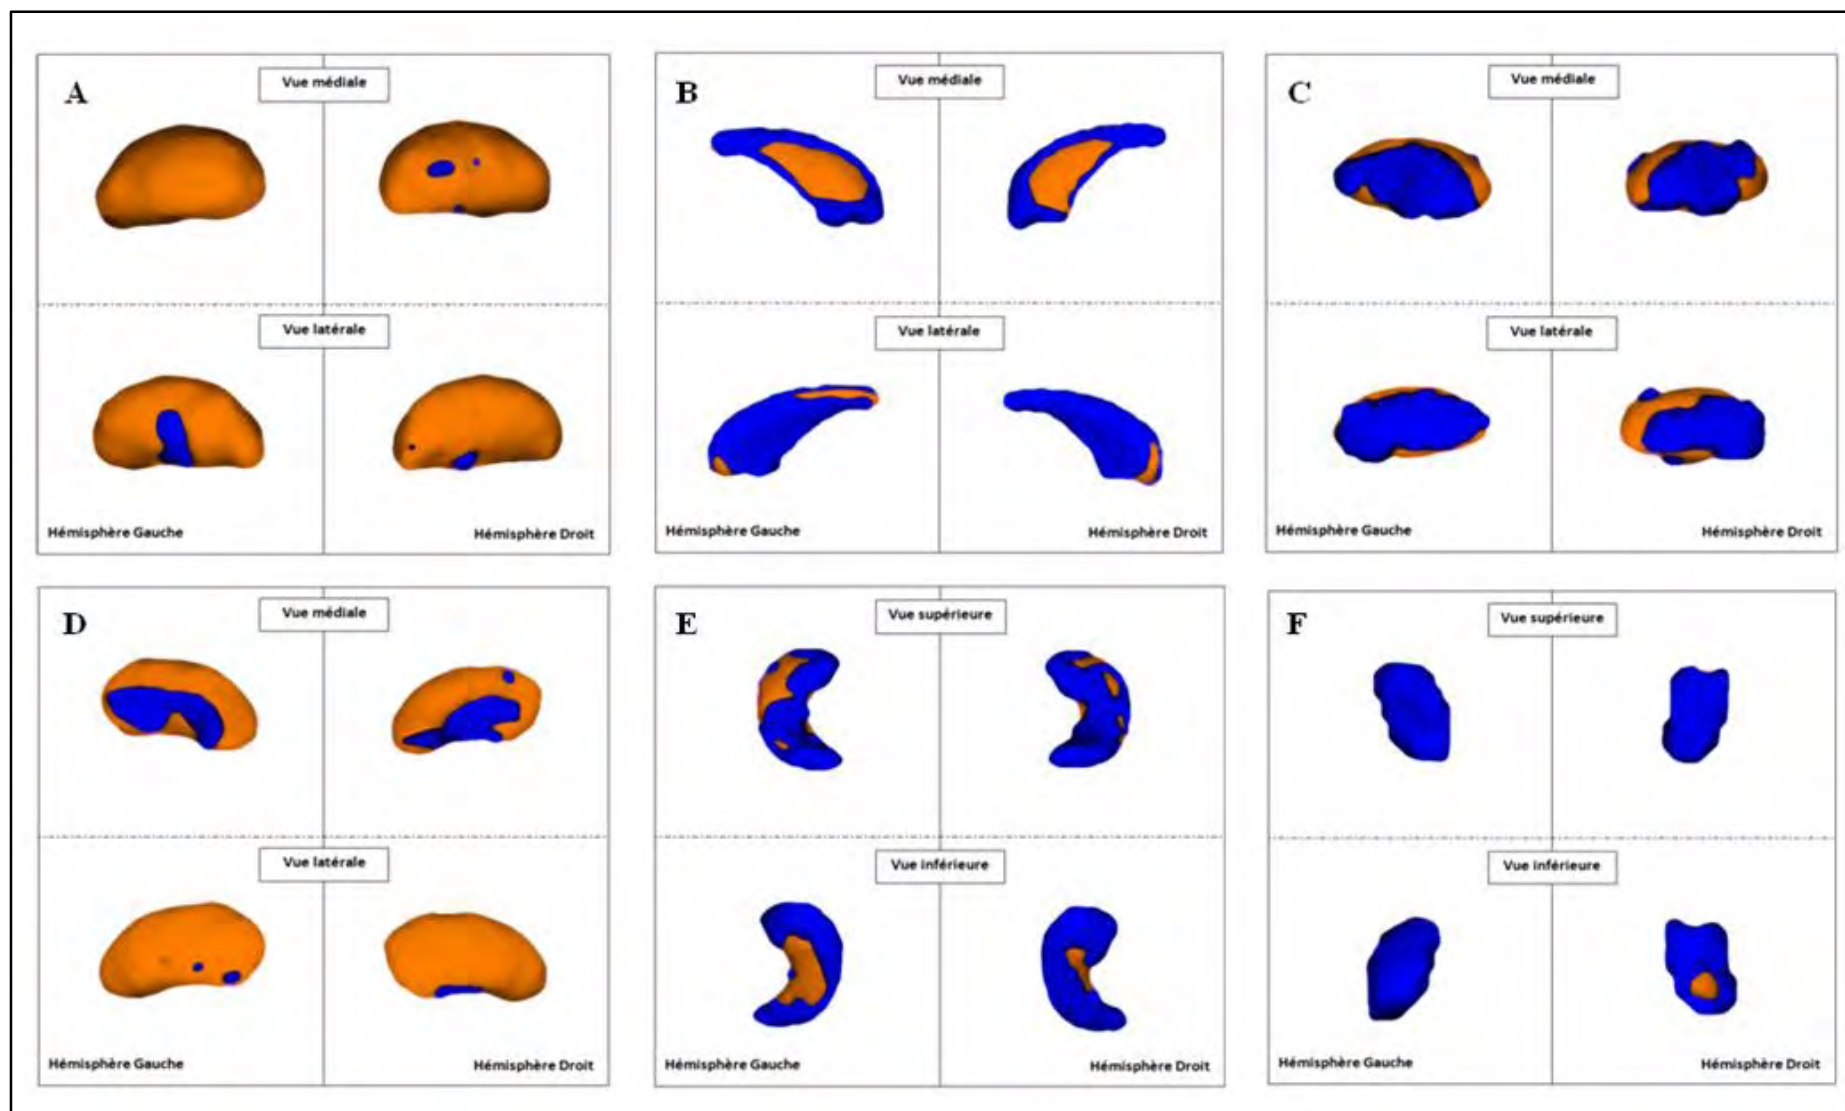 A
Vue médiale
Vue latérale
Hémisphère Gauche
Hémisphère Droit
B
Vue médiale
Vue latérale
Hémisphère Gauche
Hémisphère Droit
C
Vue médiale
Vue latérale
Hémisphère Gauche
Hémisphère Droit
D
Vue médiale
Vue latérale
Hémisphère Gauche
Hémisphère Droit
E
Vue supérieure
Vue inférieure
Hémisphère Gauche
Hémisphère Droit
F
Vue supérieure
Vue inférieure
Hémisphère Gauche
Hémisphère Droit